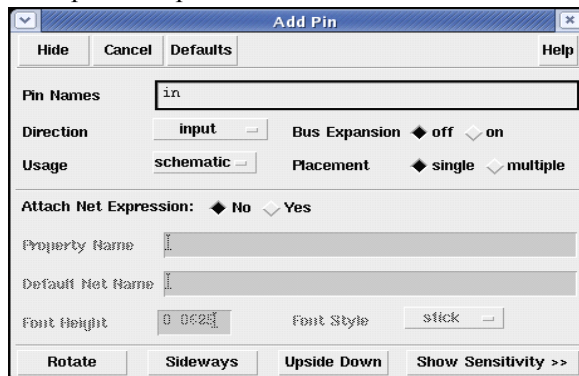 Add Pin
Hide Cancel Defaults Help
Pin Names in
Direction input Bus Expansion off on
Usage schematic Placement single multiple
Attach Net Expression: No Yes
Property Name
Default Net Name
Font Height 0.0625 Font Style stick
Rotate Sideways Upside Down Show Sensitivity >>